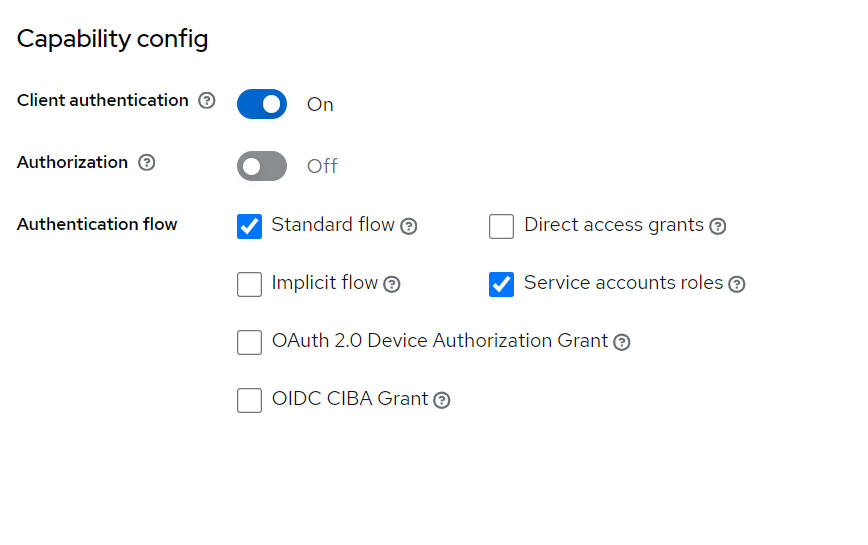 Capability config
Client authentication
On
Authorization
Off
Authentication flow
Standard flow
Direct access grants
Implicit flow
Service accounts roles
OAuth 2.0 Device Authorization Grant
OIDC CIBA Grant